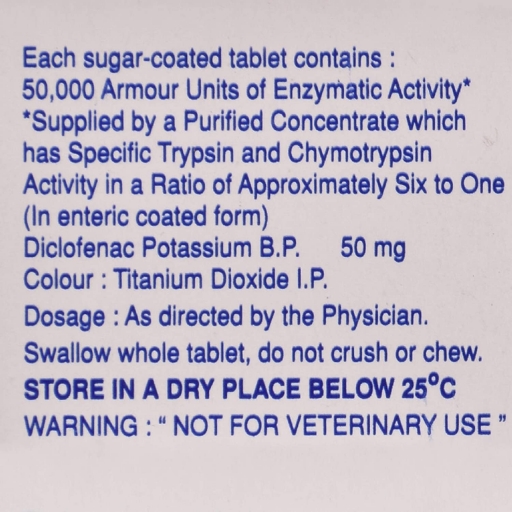 Each sugar-coated tablet contains :
50,000 Armour Units of Enzymatic Activity*
*Supplied by a Purified Concentrate which
has Specific Trypsin and Chymotrypsin
Activity in a Ratio of Approximately Six to One
(In enteric coated form)
Diclofenac Potassium B.P. 50 mg
Colour : Titanium Dioxide I.P.
Dosage : As directed by the Physician.
Swallow whole tablet, do not crush or chew.
STORE IN A DRY PLACE BELOW 25°C
WARNING : “ NOT FOR VETERINARY USE ”